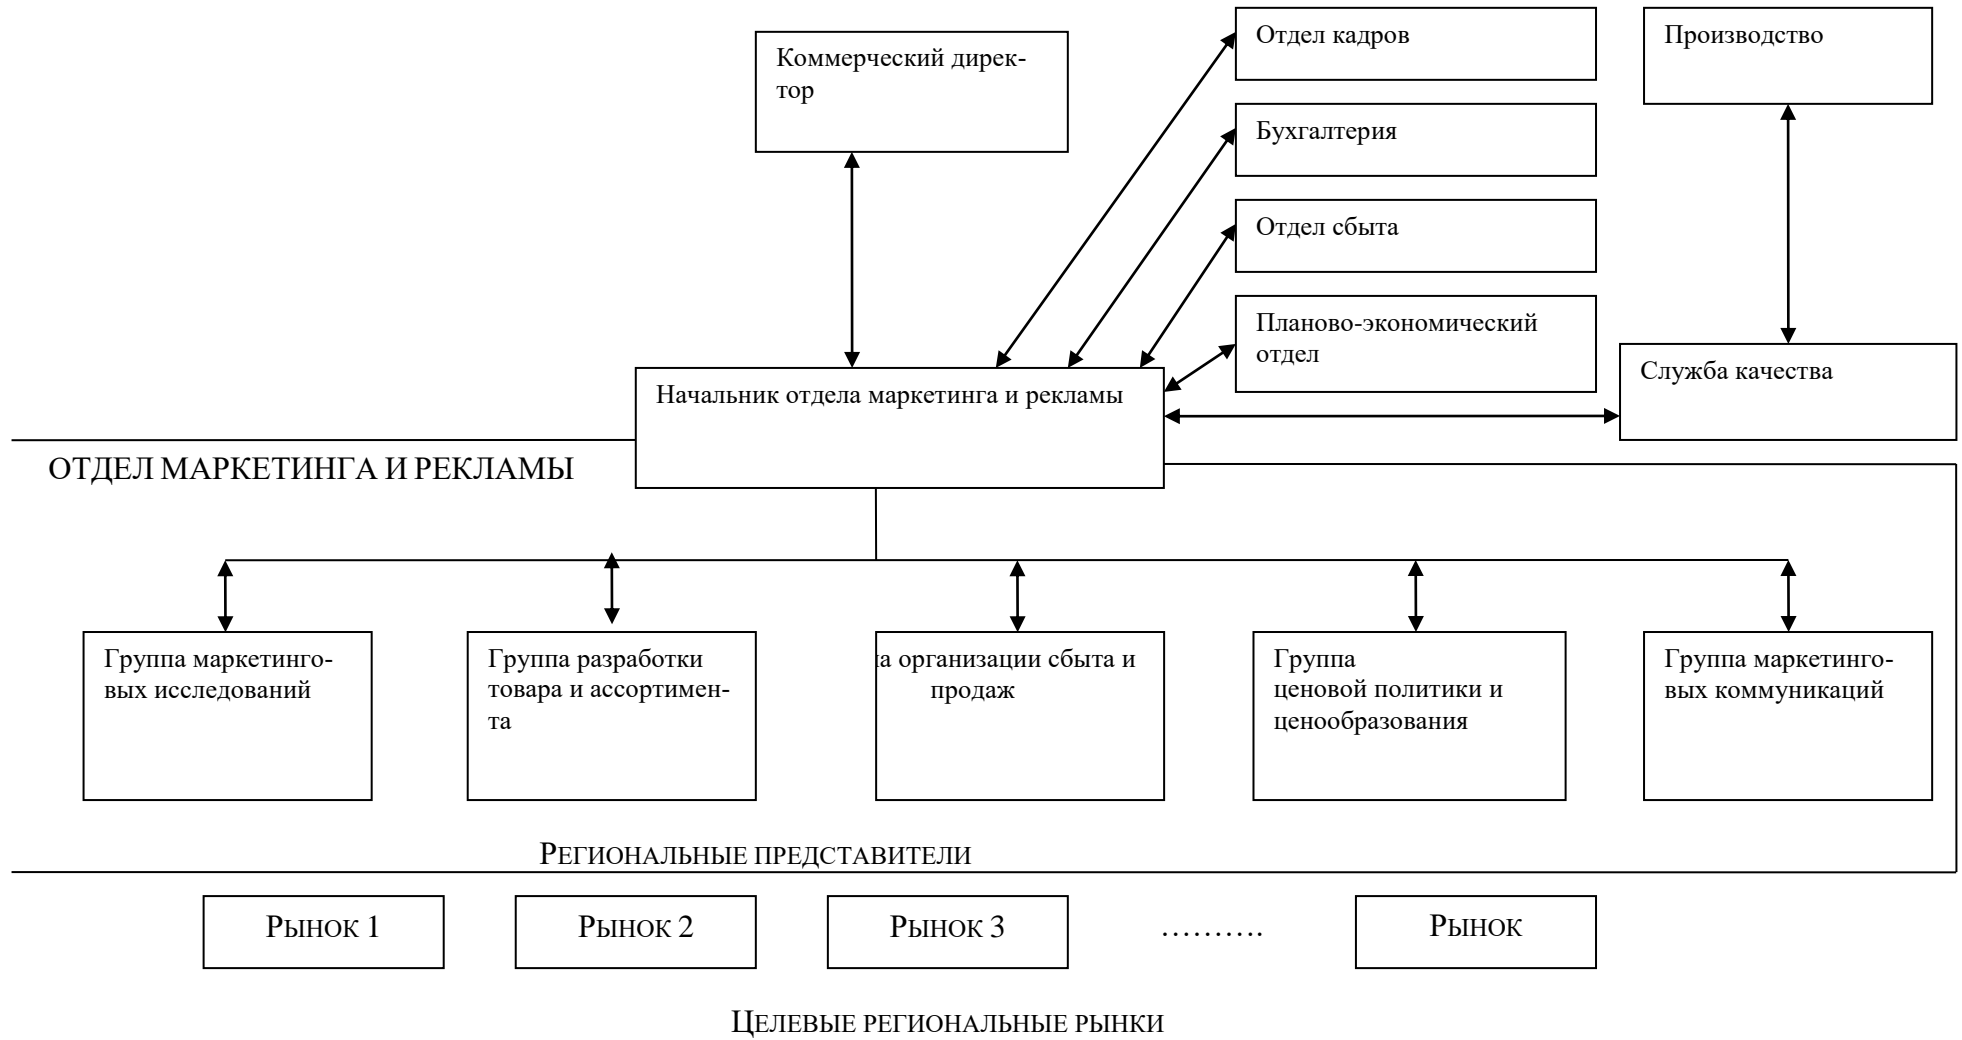 Отдел кадров
Производство
Коммерческий дирек-
тор
Бухгалтерия
Отдел сбыта
Планово-экономический
отдел
Служба качества
Начальник отдела маркетинга и рекламы
ОТДЕЛ МАРКЕТИНГА И РЕКЛАМЫ
Группа маркетинго-
вых исследований
Группа разработки
товара и ассортимен-
та
организации сбыта и
продаж
Группа
ценовой политики и
ценообразования
Группа маркетинго-
вых коммуникаций
РЕГИОНАЛЬНЫЕ ПРЕДСТАВИТЕЛИ
РЫНОК 1
РЫНОК 2
РЫНОК 3
……….
РЫНОК
ЦЕЛЕВЫЕ РЕГИОНАЛЬНЫЕ РЫНКИ